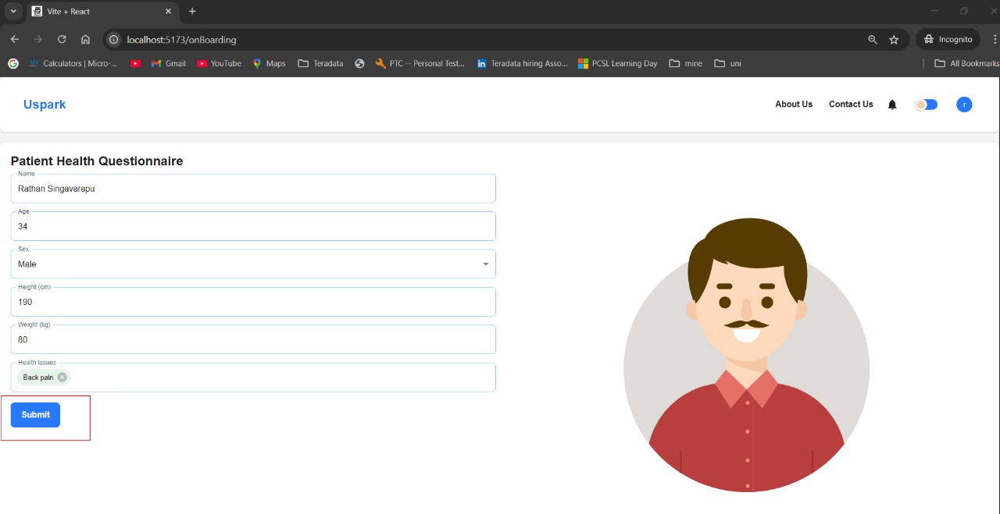 Vite + React
localhost:5173/onBoarding
Incognito
Calculators | Micro-...
Gmail
YouTube
Maps
Teradata
PTC -- Personal Test...
Teradata hiring Asso...
PCSL Learning Day
mine
uni
All Bookmarks
Uspark
About Us
Contact Us
r
Patient Health Questionnaire
Name
Rathan Singavarapu
Age
34
Sex
Male
Height (cm)
190
Weight (kg)
80
Health Issues
Back pain
Submit